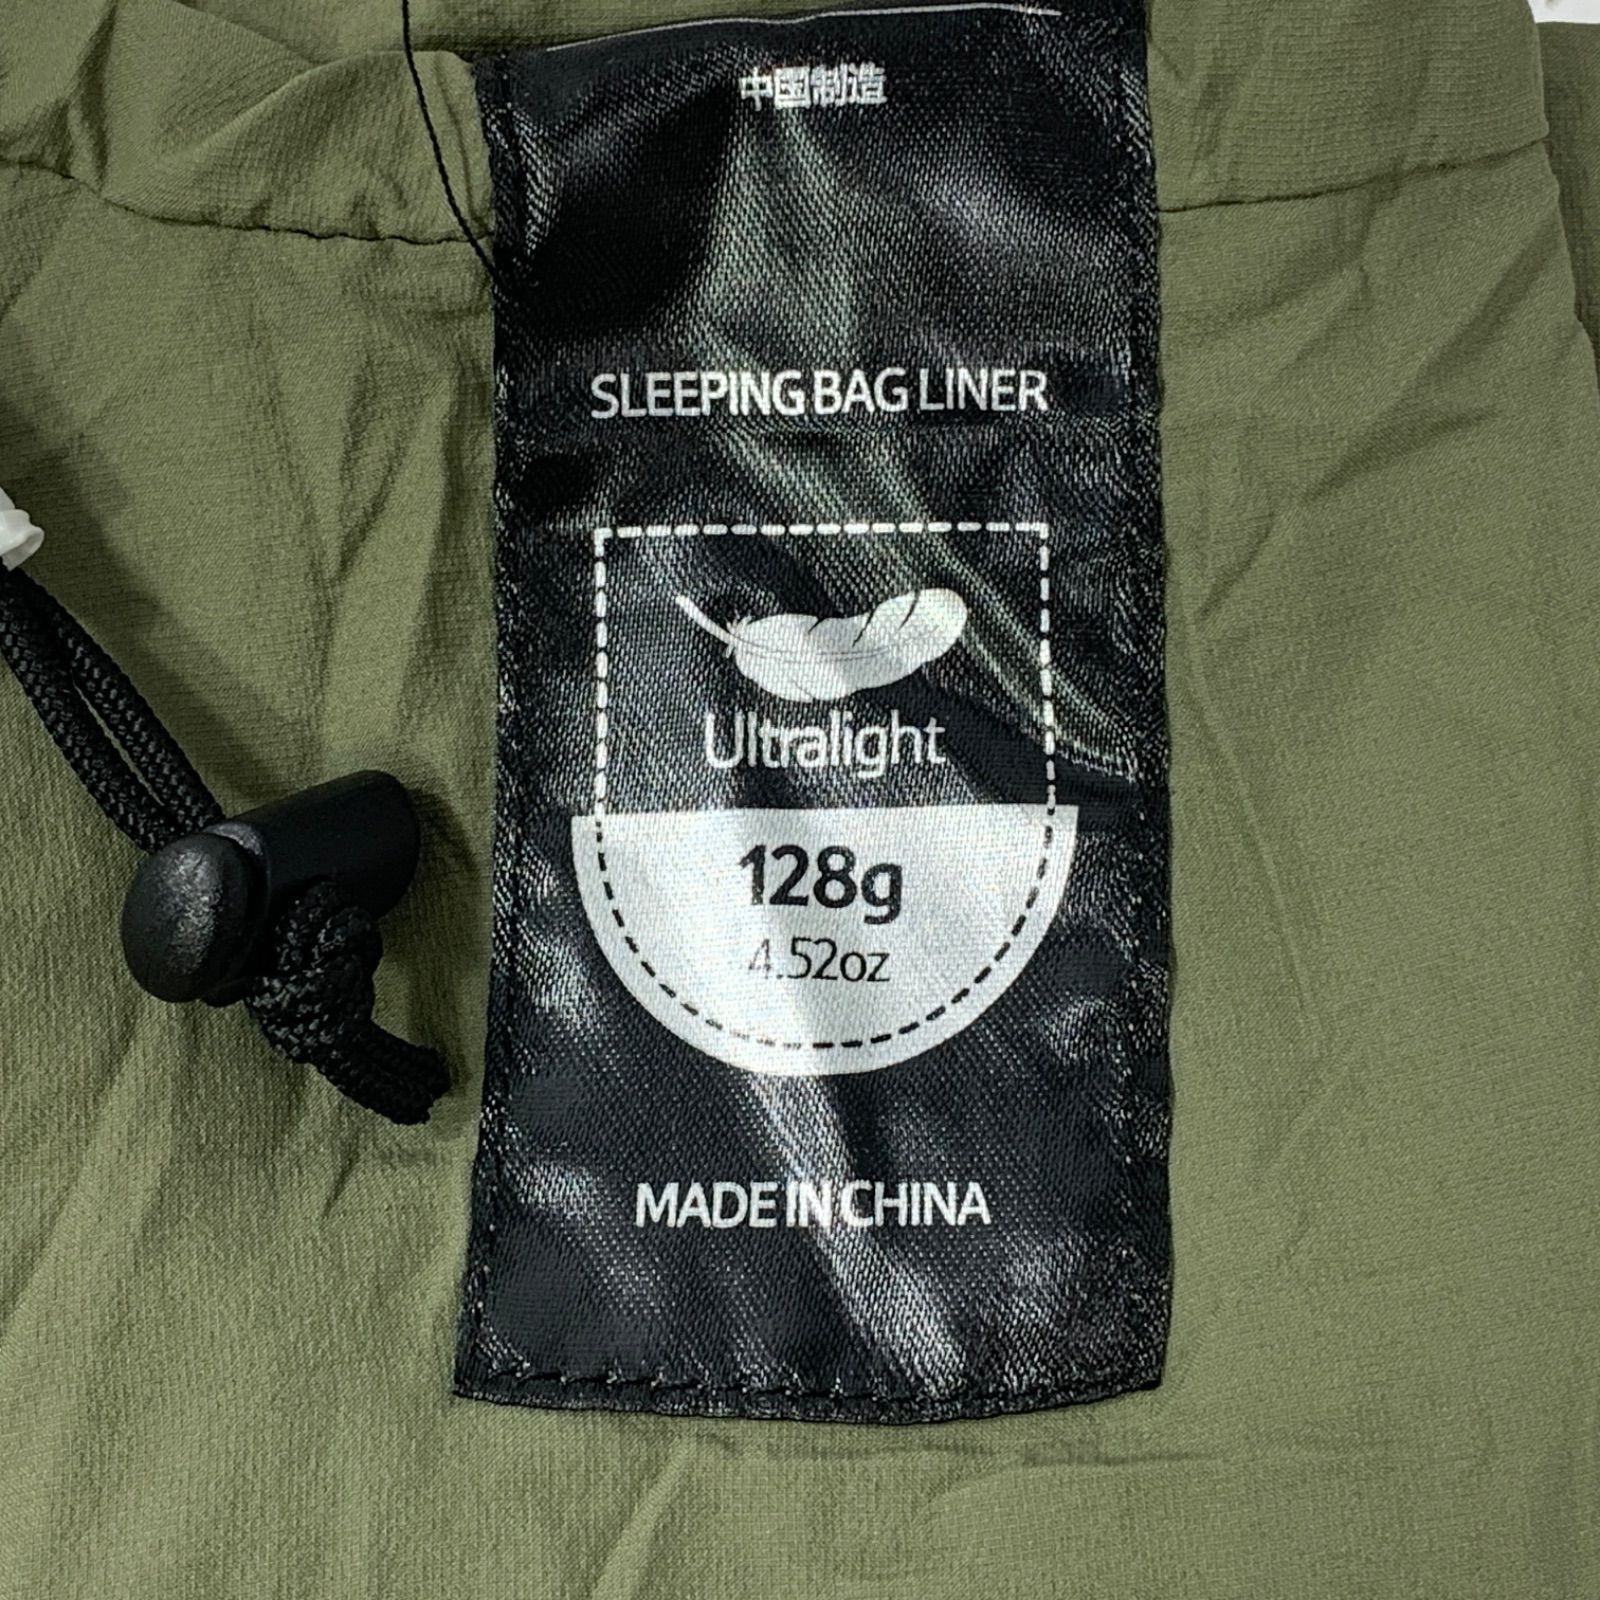 中国制造
SLEEPING BAG LINER
Ultralight
128g
4.52oz
MADE IN CHINA